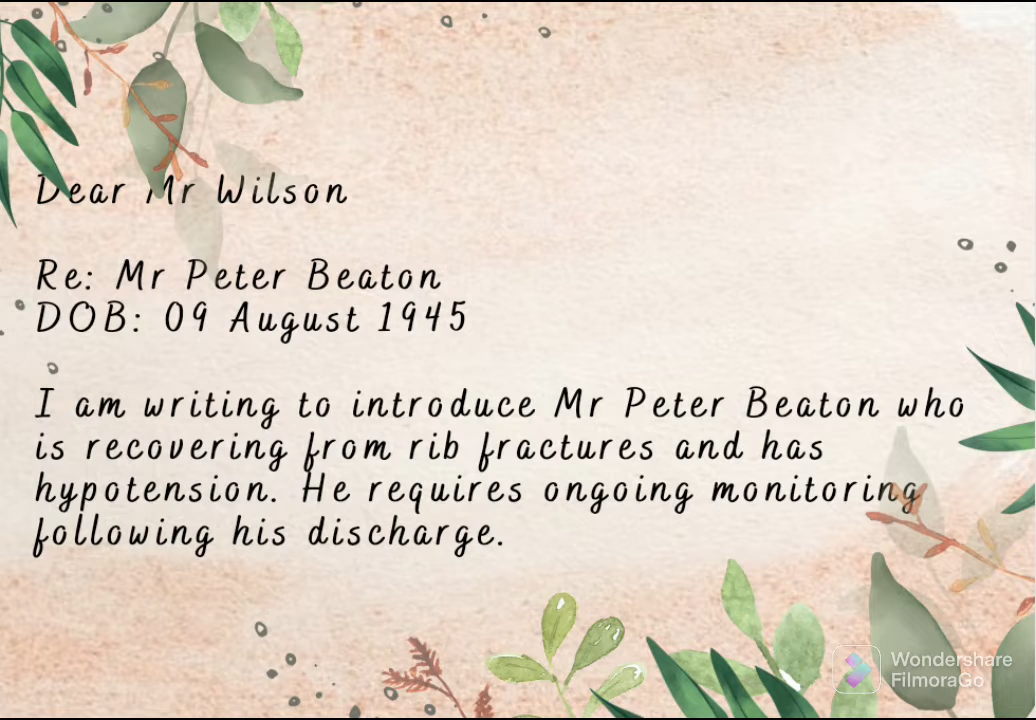 Dear Mr Wilson
Re: Mr Peter Beaton
DOB: 09 August 1945
I am writing to introduce Mr Peter Beaton who
is recovering from rib fractures and has
hypotension. He requires ongoing monitoring
following his discharge.
Wondershare
FilmoraGo